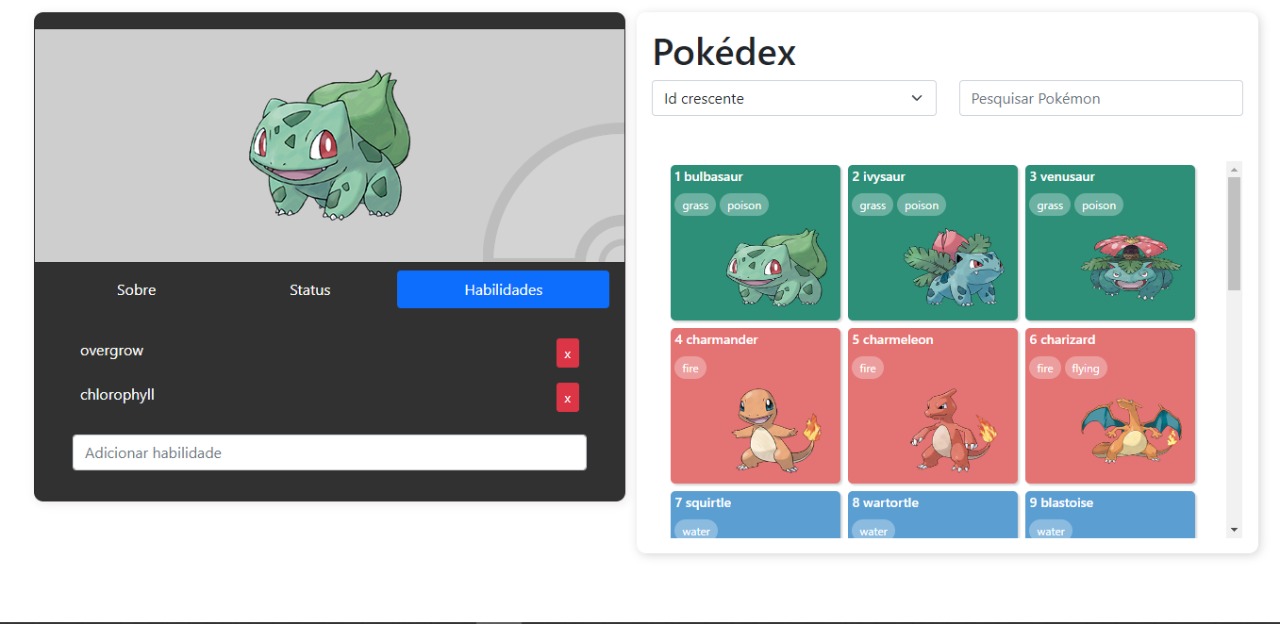 Sobre
Status
Habilidades
overgrow
x
chlorophyll
x
Adicionar habilidade
Pokédex
Id crescente
Pesquisar Pokémon
1 bulbasaur
grass poison
2 ivysaur
grass poison
3 venusaur
grass poison
4 charmander
fire
5 charmeleon
fire
6 charizard
fire flying
7 squirtle
water
8 wartortle
water
9 blastoise
water